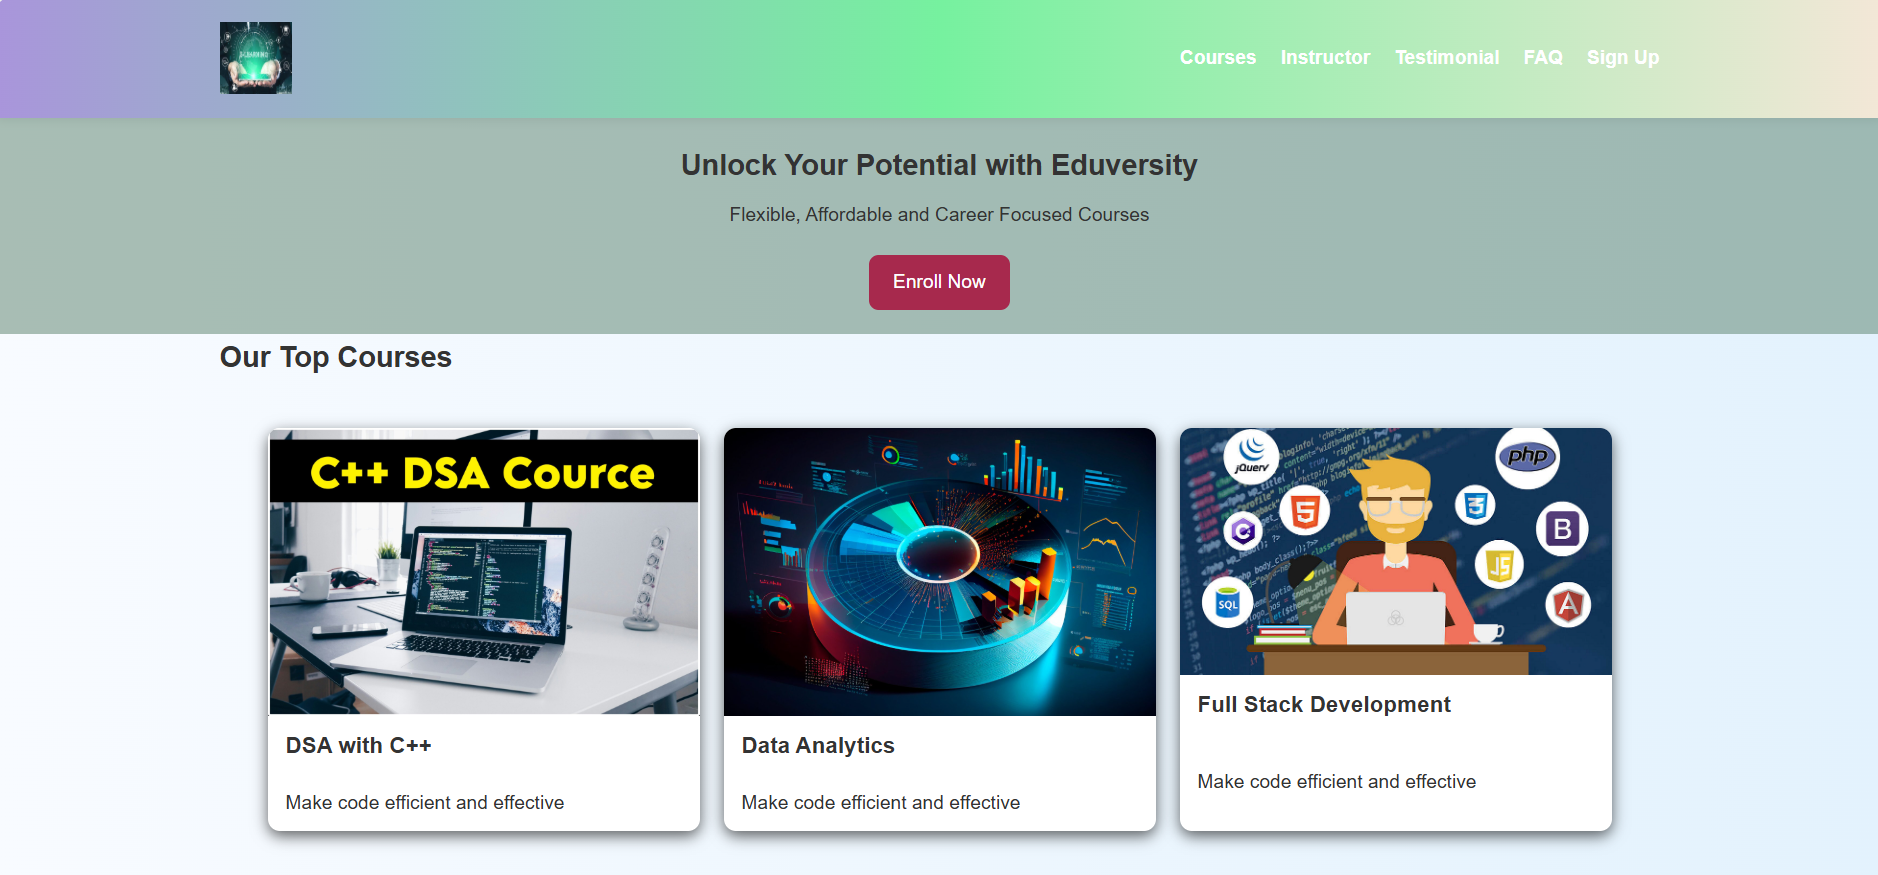 Courses Instructor Testimonial FAQ Sign Up
Unlock Your Potential with Eduversity
Flexible, Affordable and Career Focused Courses
Enroll Now
Our Top Courses
C++ DSA Cource
jQuery
php
SQL
JS
B
DSA with C++
Make code efficient and effective
Data Analytics
Make code efficient and effective
Full Stack Development
Make code efficient and effective